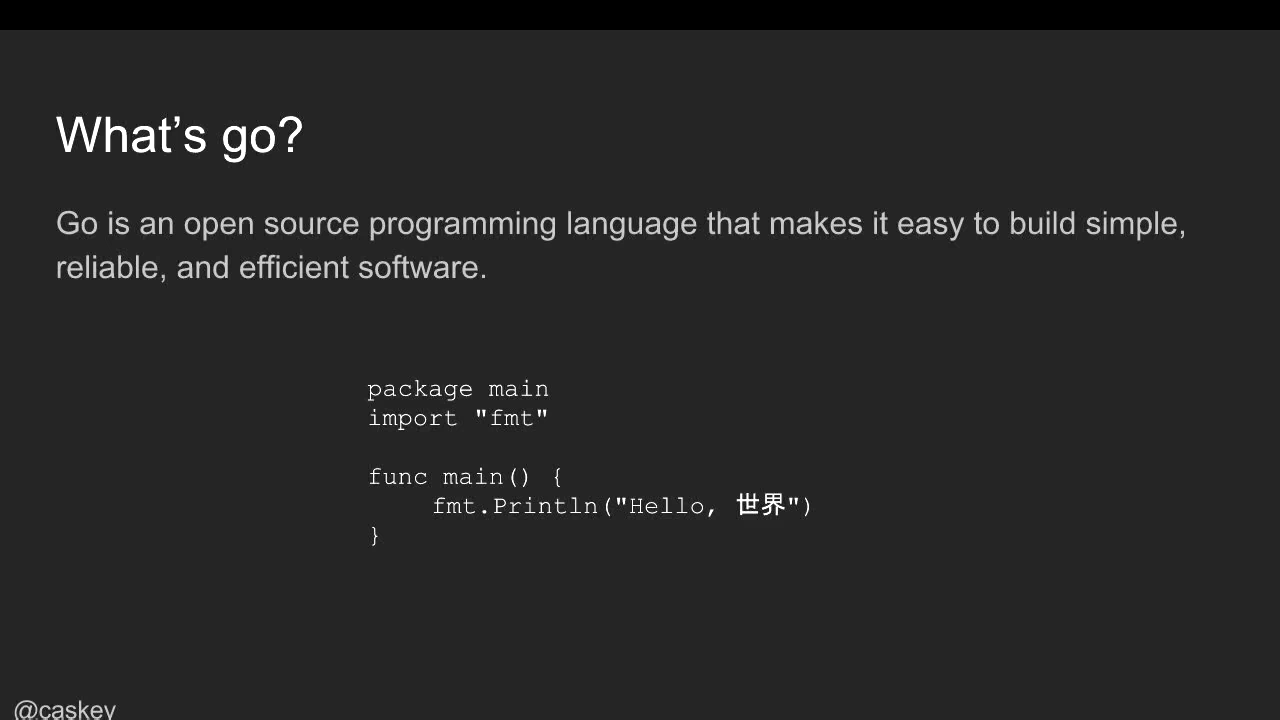 What’s go?
Go is an open source programming language that makes it easy to build simple,
reliable, and efficient software.
package main
import "fmt"
func main() {
fmt.Println("Hello, 世界")
}
@caskey